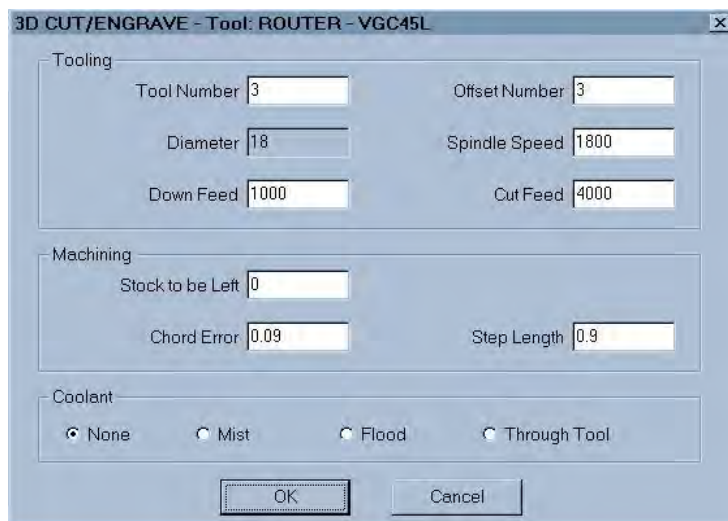 3D CUT/ENGRAVE - Tool: ROUTER - VGC45L
Tooling
Tool Number 3 Offset Number 3
Diameter 18 Spindle Speed 1800
Down Feed 1000 Cut Feed 4000
Machining
Stock to be Left 0
Chord Error 0.09 Step Length 0.9
Coolant
None Mist Flood Through Tool
OK Cancel